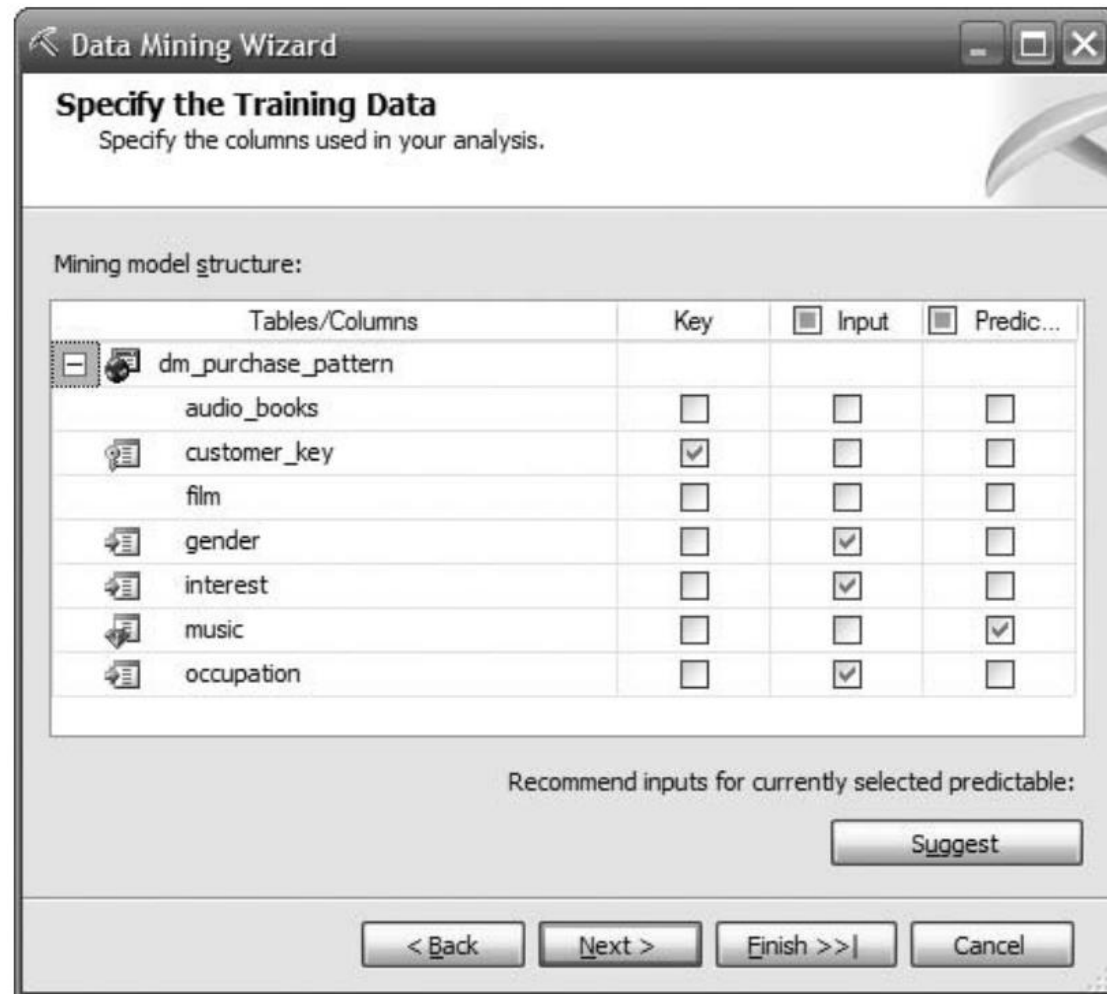 Data Mining Wizard
Specify the Training Data
Specify the columns used in your analysis.
Mining model structure:
Tables/Columns Key Input Predic...
dm_purchase_pattern
audio_books
customer_key
film
gender
interest
music
occupation
Recommend inputs for currently selected predictable:
Suggest
< Back Next > Finish >>| Cancel